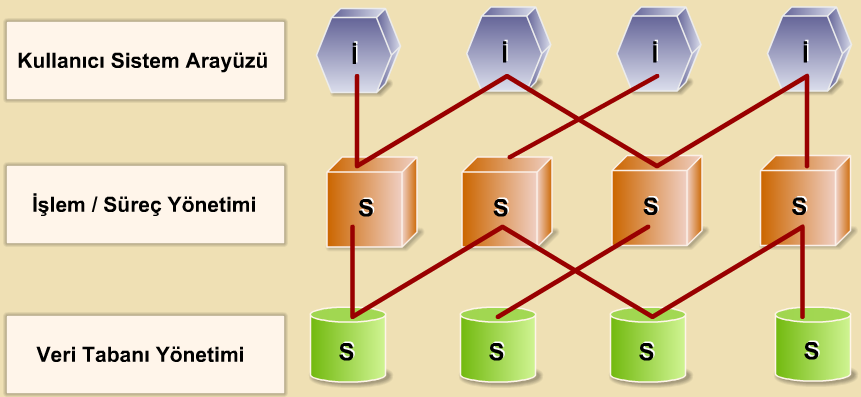 Kullanıcı Sistem Arayüzü
İ İ İ İ
İşlem / Süreç Yönetimi
S S S S
Veri Tabanı Yönetimi
S S S S